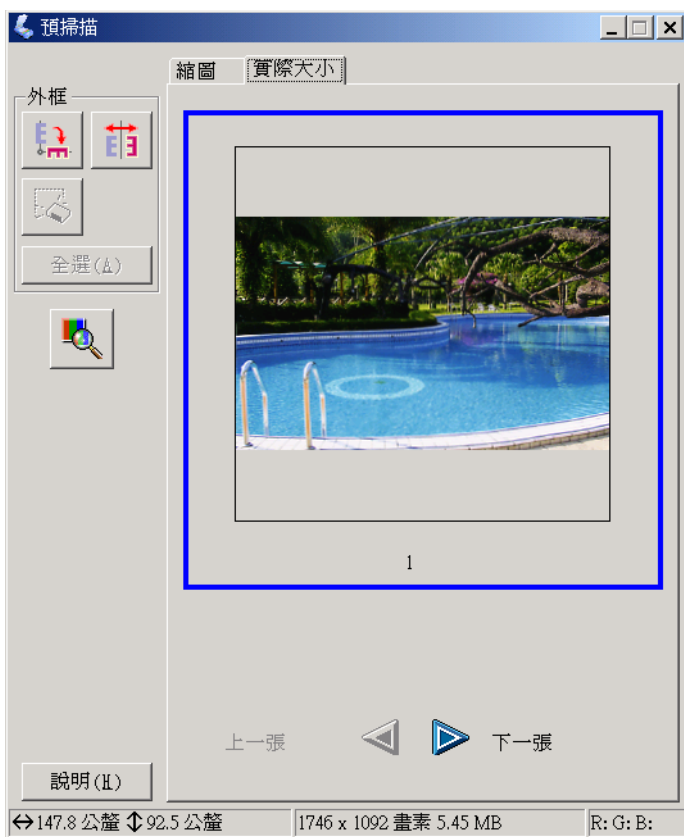 預掃描
縮圖
實際大小
外框
全選(A)
1
上一張
下一張
說明(H)
147.8 公釐 92.5 公釐
1746 x 1092 畫素 5.45 MB
R: G: B: